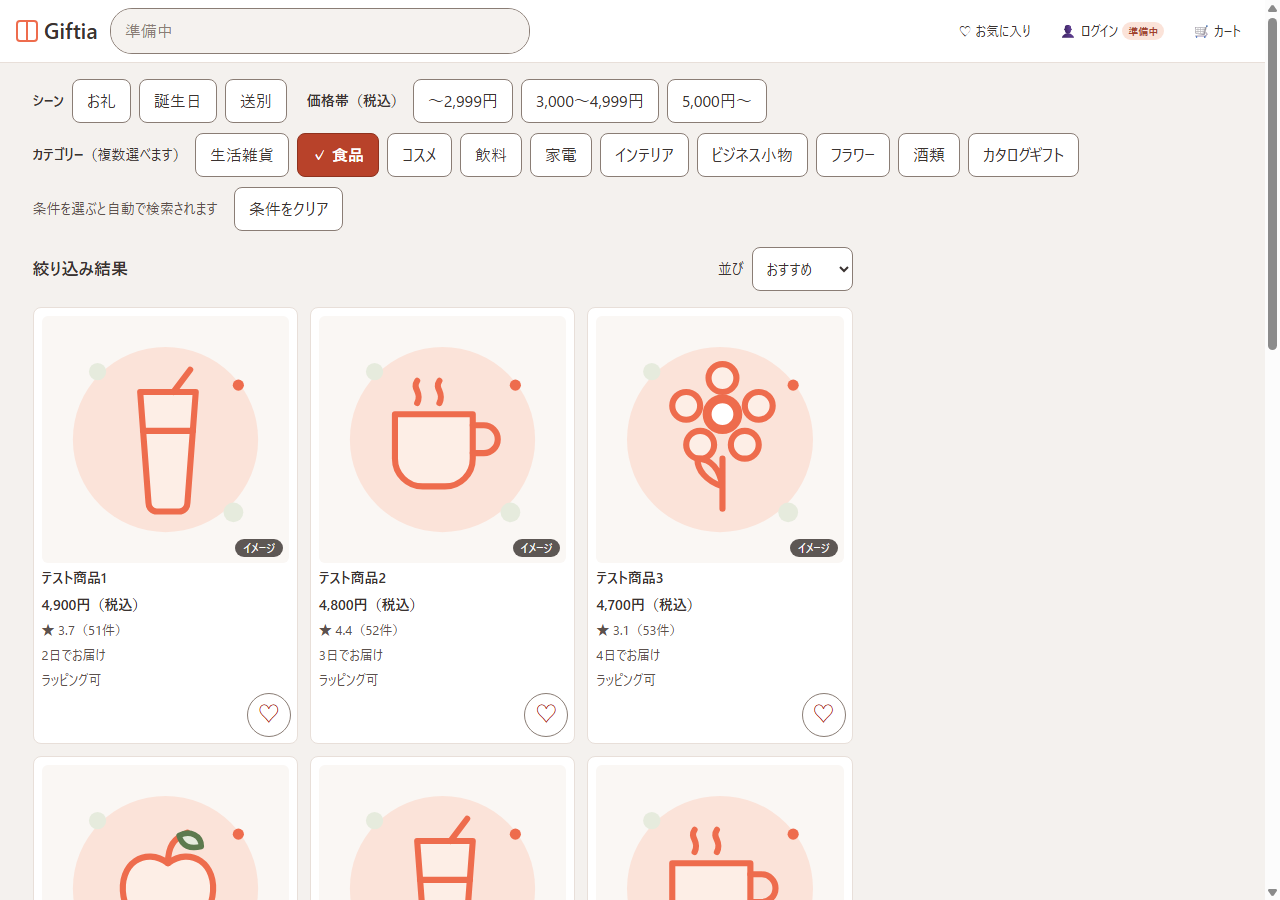 Giftia 準備中 ♡ お気に入り 👤 ログイン 準備中 🛒 カート
シーン お礼 誕生日 送別 価格帯（税込） 〜2,999円 3,000〜4,999円 5,000円〜
カテゴリー（複数選べます） 生活雑貨 ✓ 食品 コスメ 飲料 家電 インテリア ビジネス小物 フラワー 酒類 カタログギフト
条件を選ぶと自動で検索されます 条件をクリア
絞り込み結果 並び おすすめ
イメージ イメージ イメージ
テスト商品1 テスト商品2 テスト商品3
4,900円（税込） 4,800円（税込） 4,700円（税込）
★ 3.7（51件） ★ 4.4（52件） ★ 3.1（53件）
2日でお届け 3日でお届け 4日でお届け
ラッピング可 ラッピング可 ラッピング可